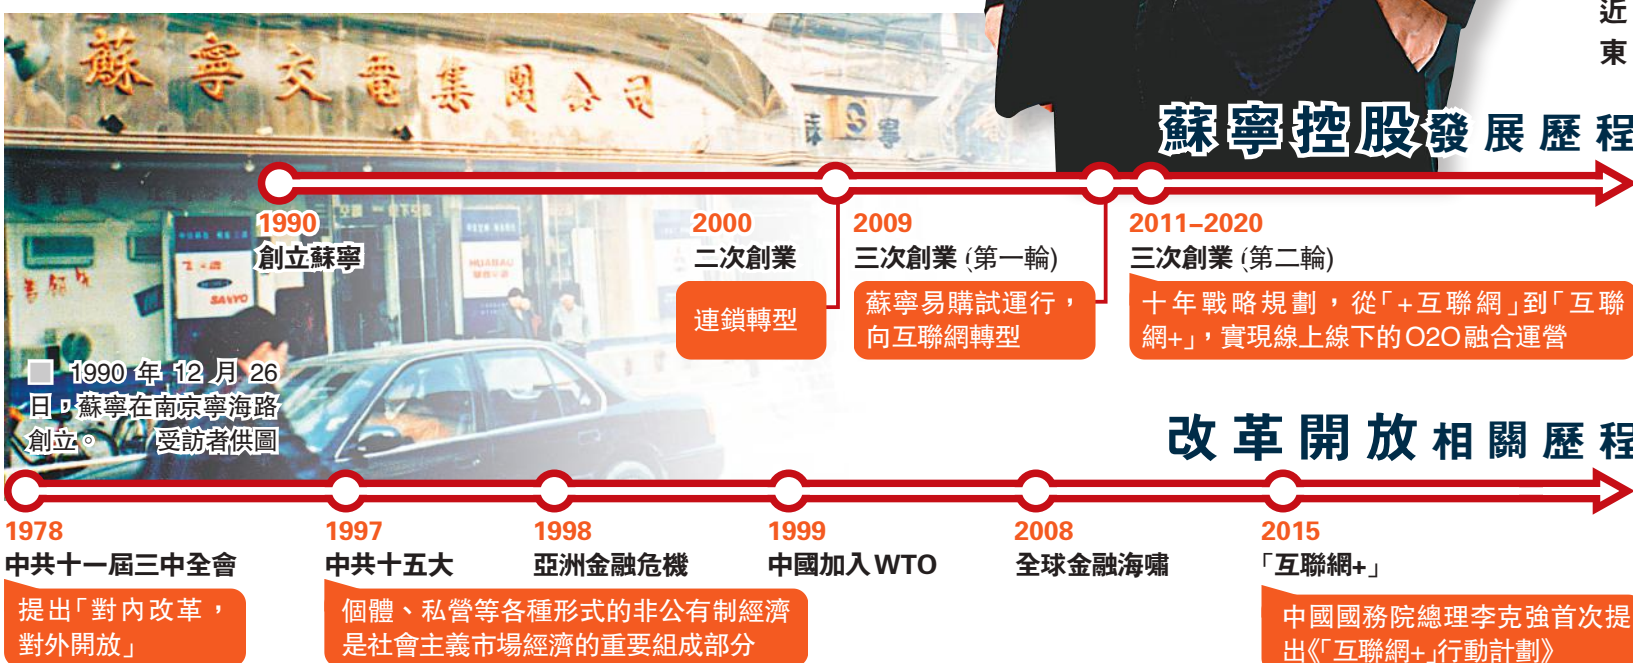 近
東
蘇寧交電集團公司
蘇寧
蘇寧控股發展歷程
1990
創立蘇寧
2000
二次創業
連鎖轉型
2009
三次創業(第一輪)
蘇寧易購試運行，
向互聯網轉型
2011–2020
三次創業(第二輪)
十年戰略規劃，從「+互聯網」到「互聯
網+」，實現線上線下的O2O融合運營
SANYO
HUABAO
1990 年 12 月 26
日，蘇寧在南京寧海路
創立。 受訪者供圖
改革開放相關歷程
1978
中共十一屆三中全會
提出「對內改革，
對外開放」
1997
中共十五大
個體、私營等各種形式的非公有制經濟
是社會主義市場經濟的重要組成部分
1998
亞洲金融危機
1999
中國加入WTO
2008
全球金融海嘯
2015
「互聯網+」
中國國務院總理李克強首次提
出《「互聯網+」行動計劃》